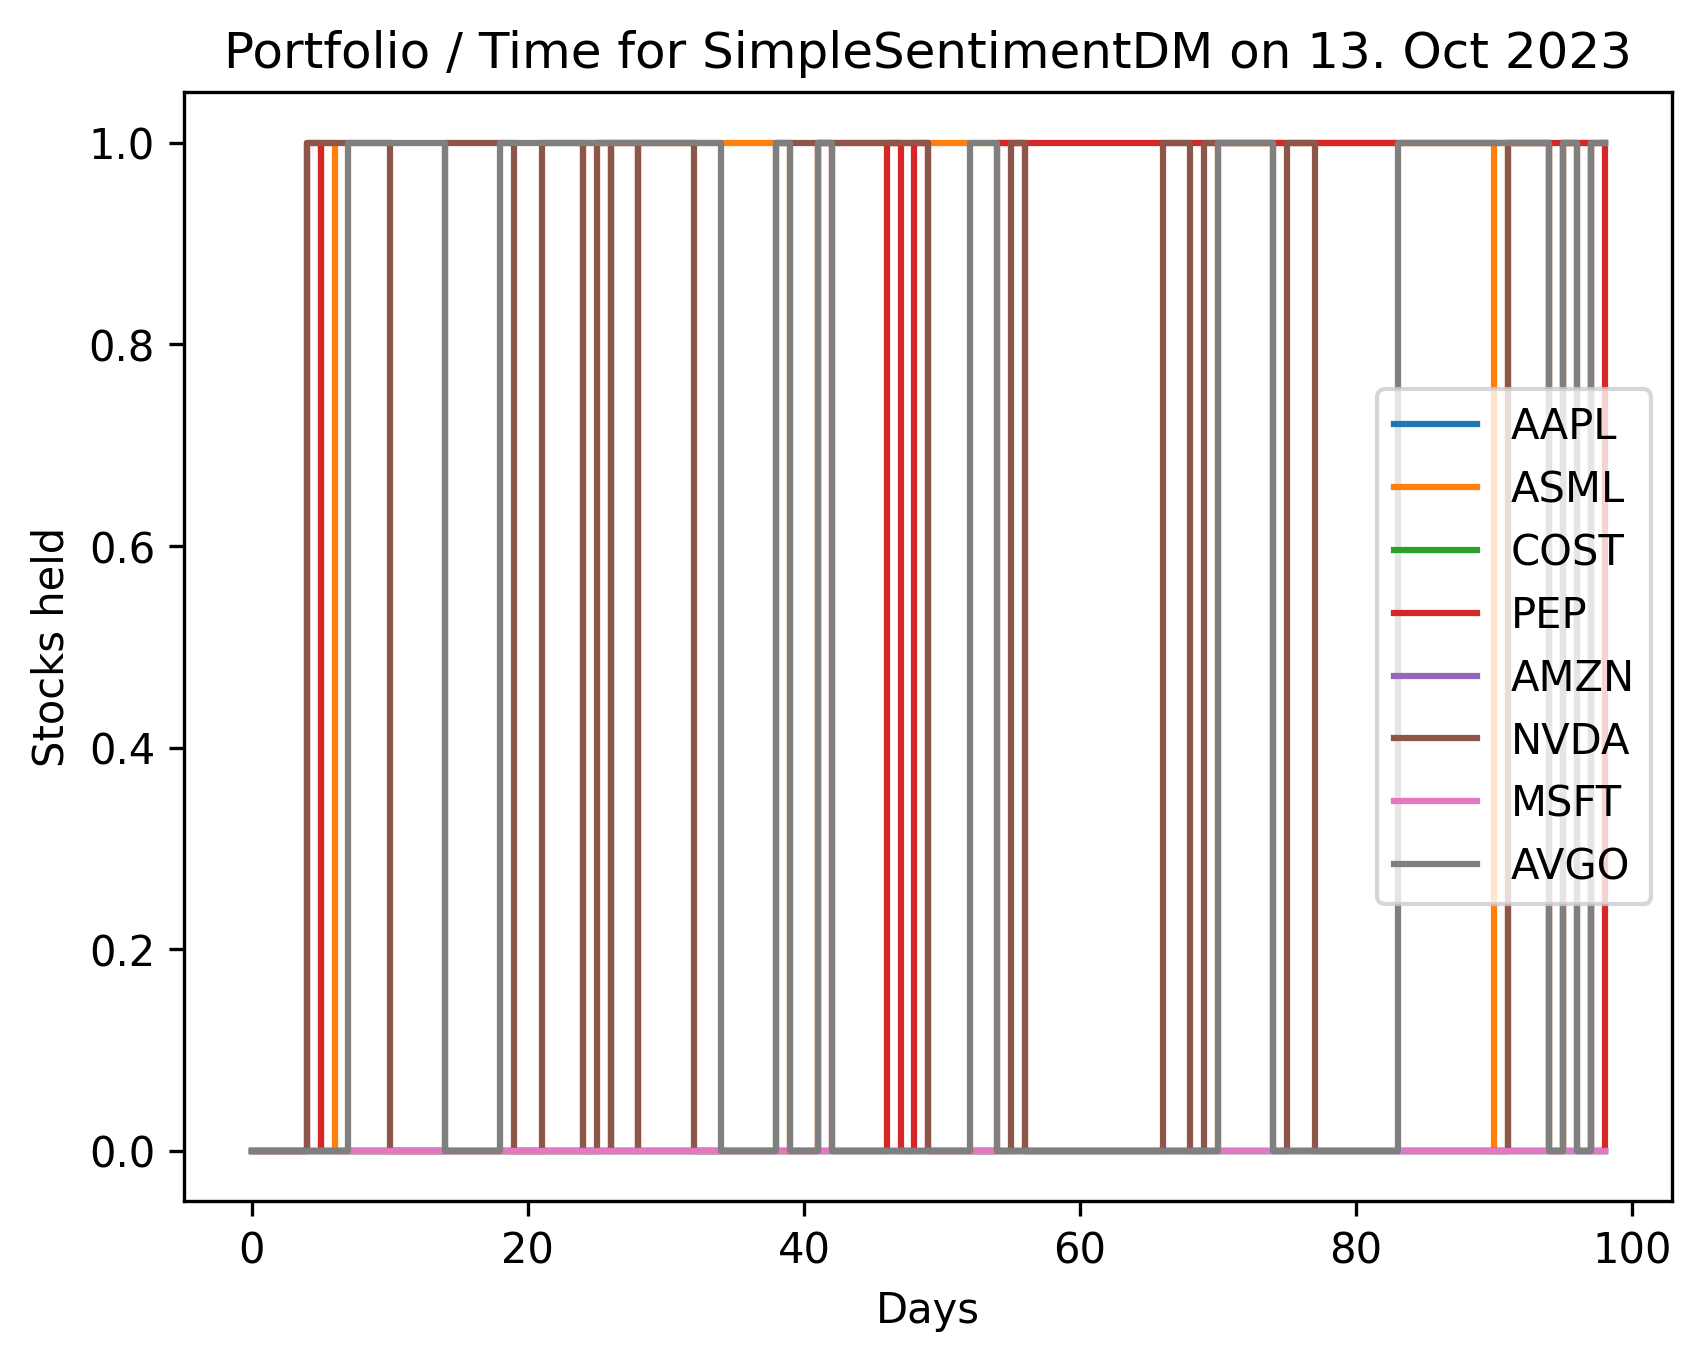 Portfolio / Time for SimpleSentimentDM on 13. Oct 2023
1.0
0.8
0.6
0.4
0.2
0.0
Stocks held
AAPL
ASML
COST
PEP
AMZN
NVDA
MSFT
AVGO
0 20 40 60 80 100
Days